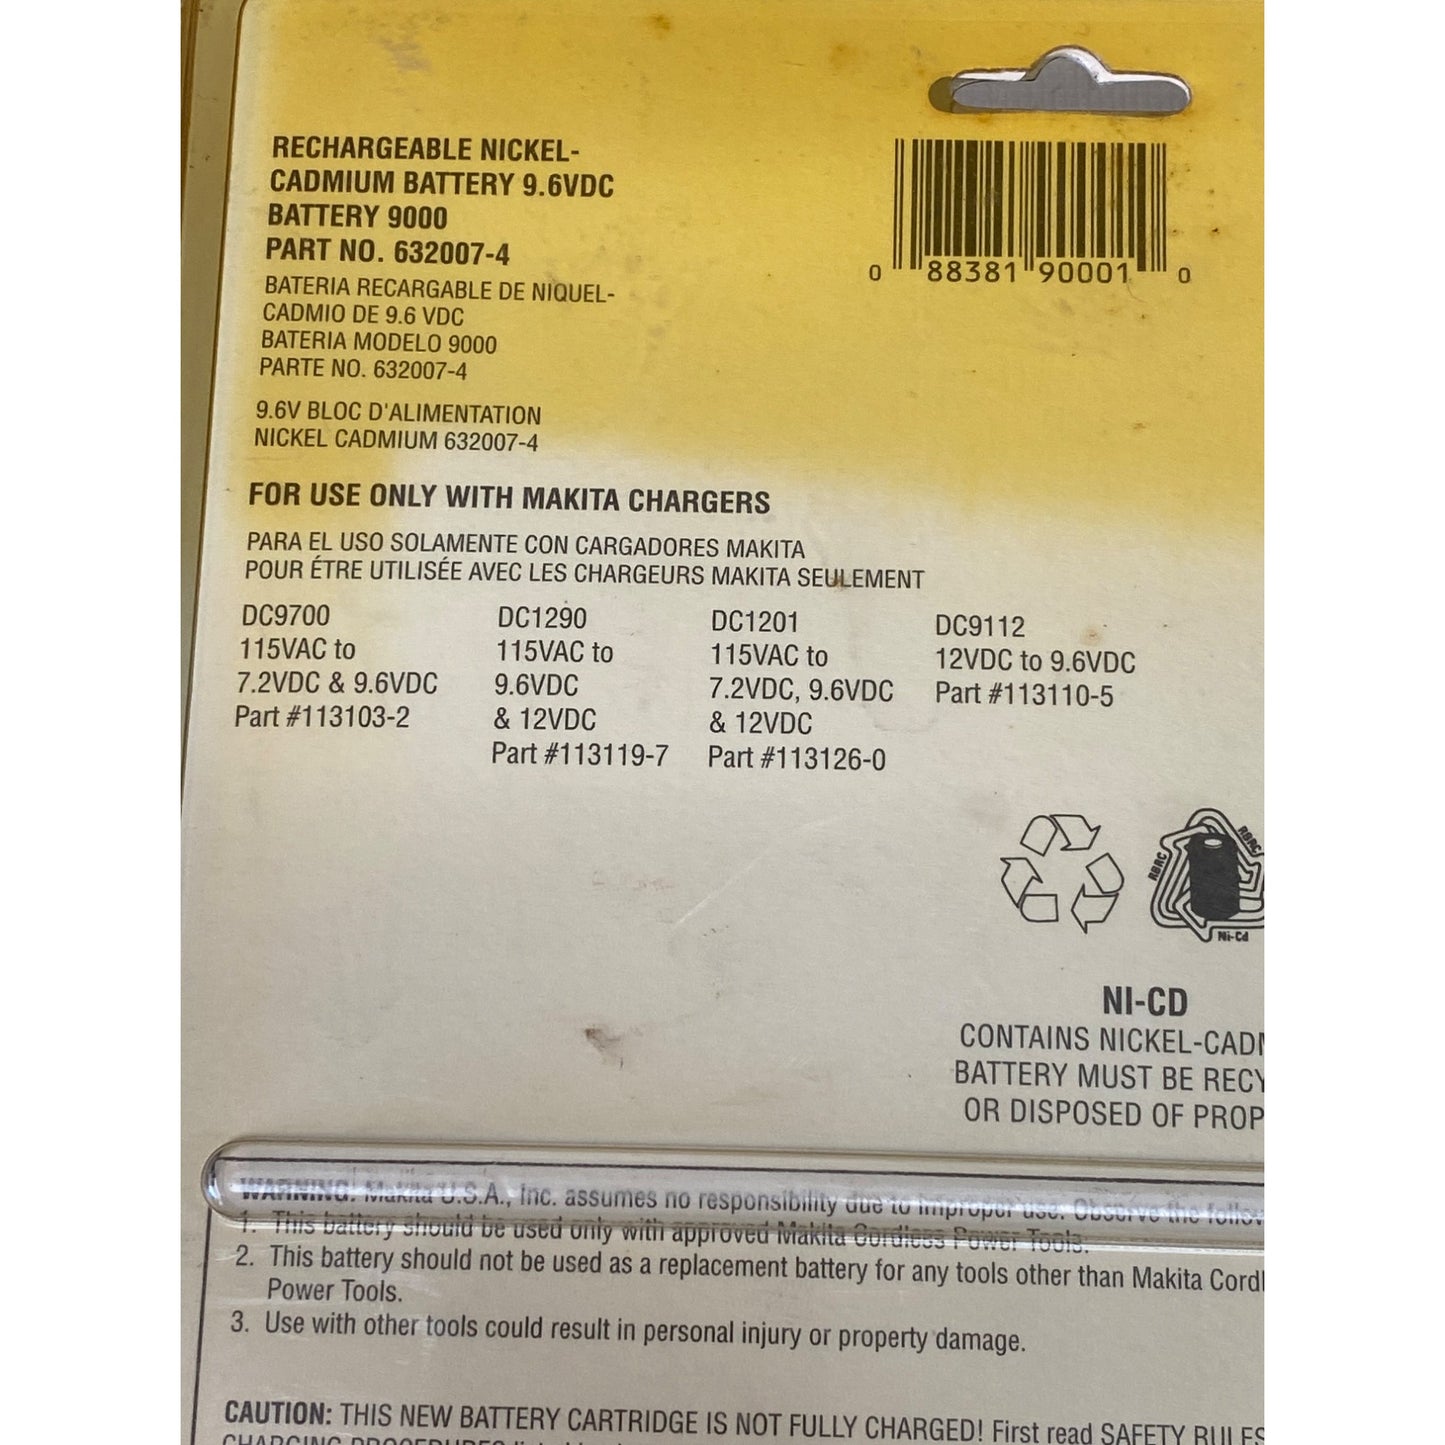 RECHARGEABLE NICKEL-
CADMIUM BATTERY 9.6VDC
BATTERY 9000
PART NO. 632007-4
BATERIA RECARGABLE DE NIQUEL-
CADMIO DE 9.6 VDC
BATERIA MODELO 9000
PARTE NO. 632007-4
9.6V BLOC D'ALIMENTATION
NICKEL CADMIUM 632007-4
0 88381 90001 0
FOR USE ONLY WITH MAKITA CHARGERS
PARA EL USO SOLAMENTE CON CARGADORES MAKITA
POUR ÉTRE UTILISÉE AVEC LES CHARGEURS MAKITA SEULEMENT
DC9700
115VAC to
7.2VDC & 9.6VDC
Part #113103-2
DC1290
115VAC to
9.6VDC
& 12VDC
Part #113119-7
DC1201
115VAC to
7.2VDC, 9.6VDC
& 12VDC
Part #113126-0
DC9112
12VDC to 9.6VDC
Part #113110-5
RBRC
RBRC
Ni-Cd
NI-CD
CONTAINS NICKEL-CADM
BATTERY MUST BE RECY
OR DISPOSED OF PROP
WARNING: Makita U.S.A., Inc. assumes no responsibility due to improper use. Observe the follow
1. This battery should be used only with approved Makita Cordless Power Tools.
2. This battery should not be used as a replacement battery for any tools other than Makita Cordl
Power Tools.
3. Use with other tools could result in personal injury or property damage.
CAUTION: THIS NEW BATTERY CARTRIDGE IS NOT FULLY CHARGED! First read SAFETY RULES
CHARGING PROCEDURES